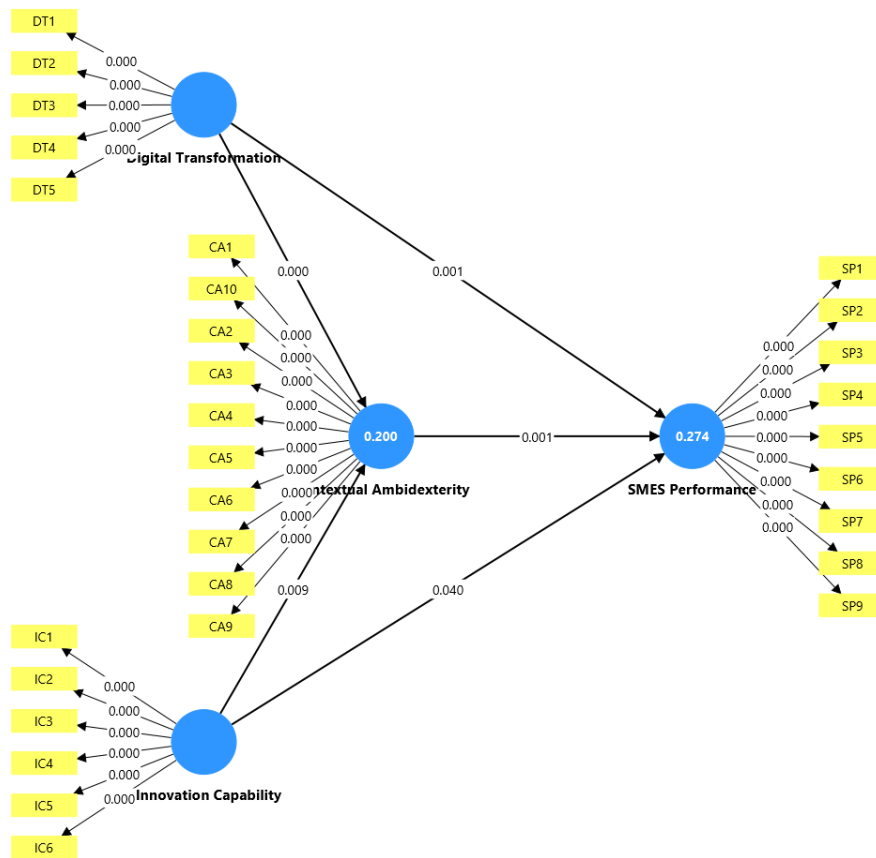 DT1
DT2
DT3
DT4
DT5
0.000
0.000
0.000
0.000
0.000
Digital Transformation
CA1
CA10
CA2
CA3
CA4
CA5
CA6
CA7
CA8
CA9
0.000
0.000
0.000
0.000
0.000
0.000
0.000
0.000
0.000
0.000
0.000
0.001
0.200
ntextual Ambidexterity
0.001
0.009
0.040
0.274
SMES Performance
0.000
0.000
0.000
0.000
0.000
0.000
0.000
0.000
0.000
SP1
SP2
SP3
SP4
SP5
SP6
SP7
SP8
SP9
IC1
IC2
IC3
IC4
IC5
IC6
0.000
0.000
0.000
0.000
0.000
0.000
Innovation Capability